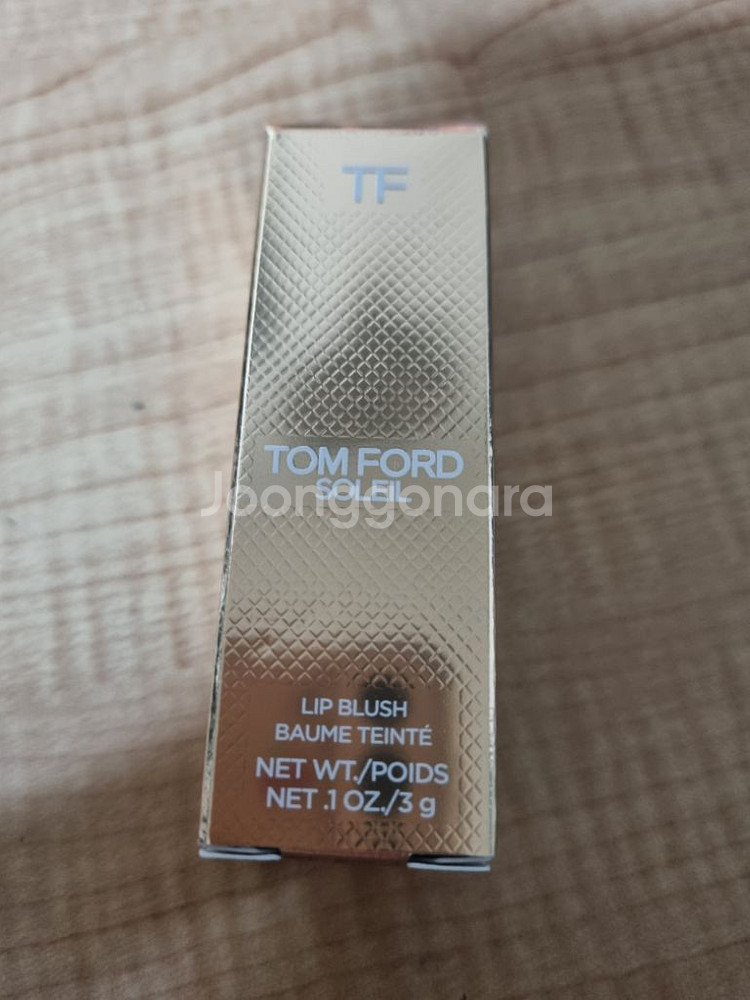 TF
TOM FORD
SOLEIL
Joonggonara
LIP BLUSH
BAUME TEINTÉ
NET WT./POIDS
NET .1 OZ./3 g